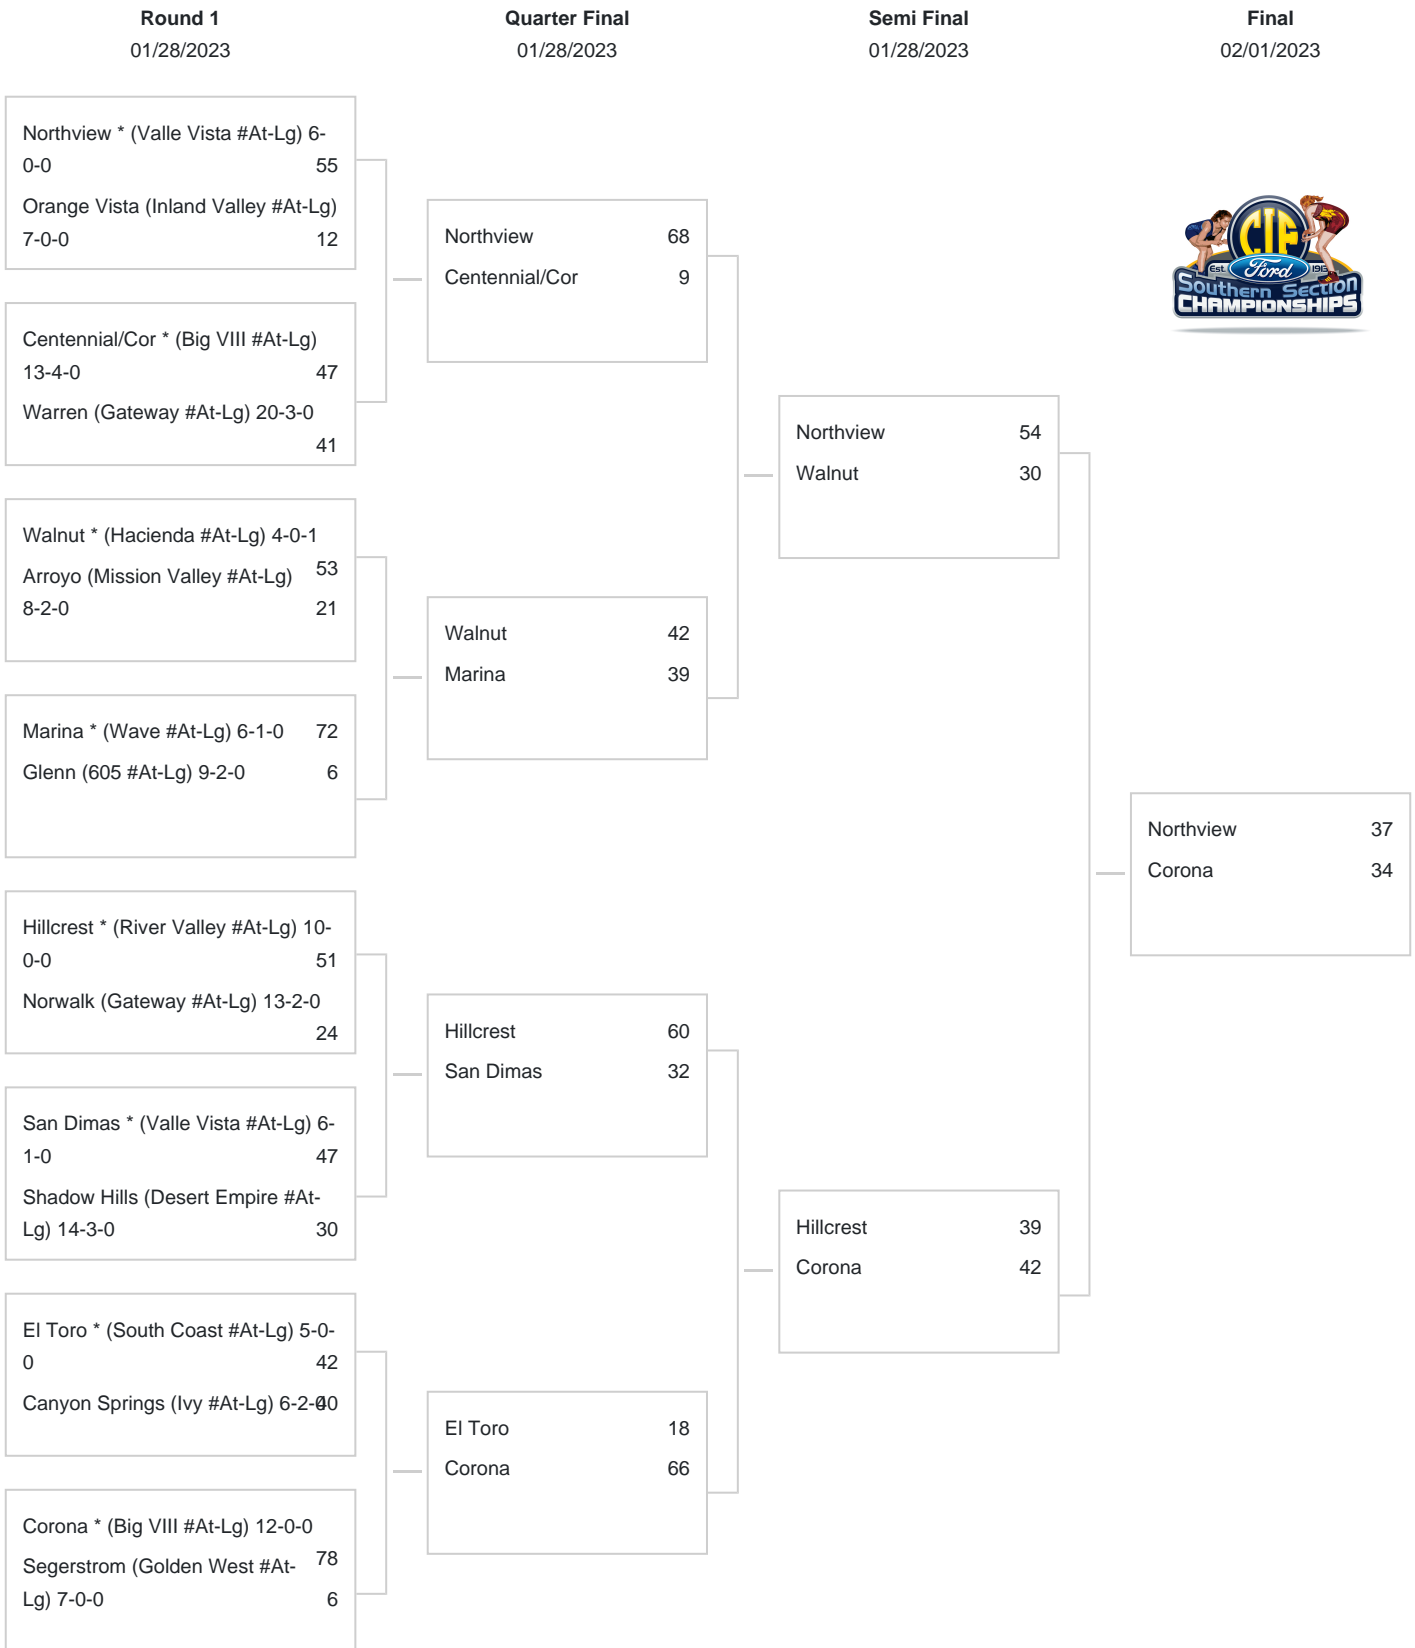 Round 1
01/28/2023
Quarter Final
01/28/2023
Semi Final
01/28/2023
Final
02/01/2023
Northview * (Valle Vista #At-Lg) 6-
0-0 55
Orange Vista (Inland Valley #At-Lg)
7-0-0 12
Centennial/Cor * (Big VIII #At-Lg)
13-4-0 47
Warren (Gateway #At-Lg) 20-3-0
41
Walnut * (Hacienda #At-Lg) 4-0-1
53
Arroyo (Mission Valley #At-Lg)
8-2-0 21
Marina * (Wave #At-Lg) 6-1-0 72
Glenn (605 #At-Lg) 9-2-0 6
Hillcrest * (River Valley #At-Lg) 10-
0-0 51
Norwalk (Gateway #At-Lg) 13-2-0
24
San Dimas * (Valle Vista #At-Lg) 6-
1-0 47
Shadow Hills (Desert Empire #At-
Lg) 14-3-0 30
El Toro * (South Coast #At-Lg) 5-0-
0 42
Canyon Springs (Ivy #At-Lg) 6-2-0 40
Corona * (Big VIII #At-Lg) 12-0-0
78
Segerstrom (Golden West #At-
Lg) 7-0-0 6
Northview 68
Centennial/Cor 9
Walnut 42
Marina 39
Hillcrest 60
San Dimas 32
El Toro 18
Corona 66
Northview 54
Walnut 30
Hillcrest 39
Corona 42
CIF
Est. Ford 1913
Southern Section
CHAMPIONSHIPS
Northview 37
Corona 34